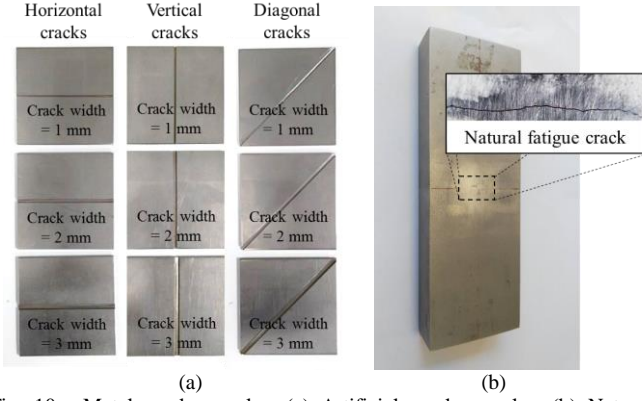 Horizontal cracks
Vertical cracks
Diagonal cracks
Crack width
= 1 mm
Crack width
= 1 mm
Crack width
= 1 mm
Crack width
= 2 mm
Crack width
= 2 mm
Crack width
= 2 mm
Crack width
= 3 mm
Crack width
= 3 mm
Crack width
= 3 mm
Natural fatigue crack
(a)
(b)